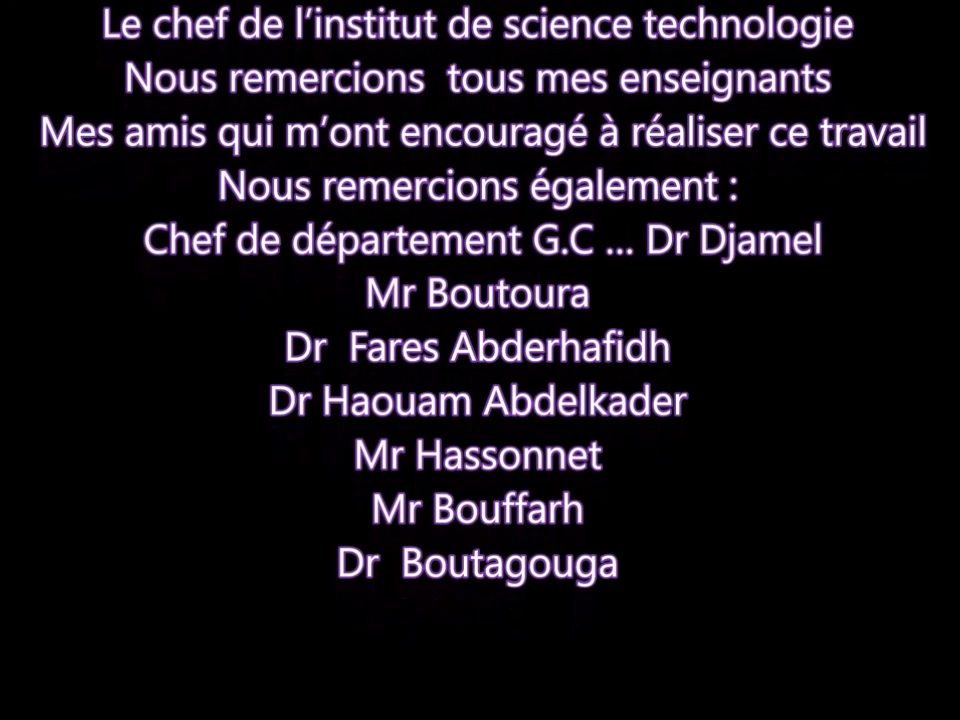 Le chef de l’institut de science technologie
Nous remercions  tous mes enseignants
Mes amis qui m’ont encouragé à réaliser ce travail
Nous remercions également :
Chef de département G.C ... Dr Djamel
Mr Boutoura
Dr  Fares Abderhafidh
Dr Haouam Abdelkader
Mr Hassonnet
Mr Bouffarh
Dr  Boutagouga